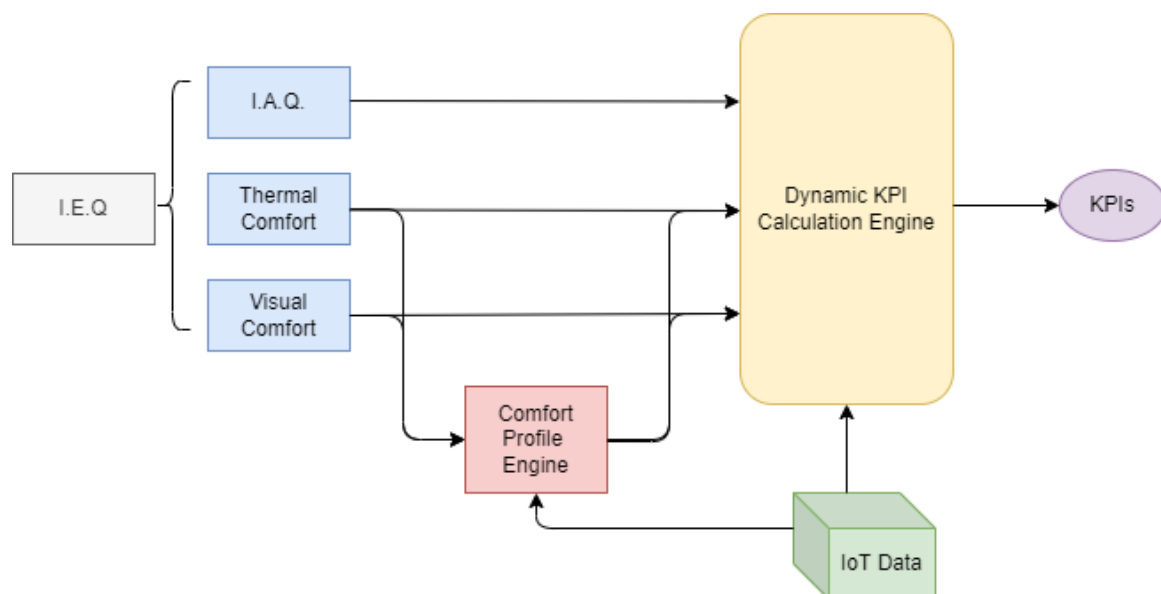 I.E.Q
I.A.Q.
Thermal
Comfort
Visual
Comfort
Comfort
Profile
Engine
Dynamic KPI
Calculation Engine
KPIs
IoT Data